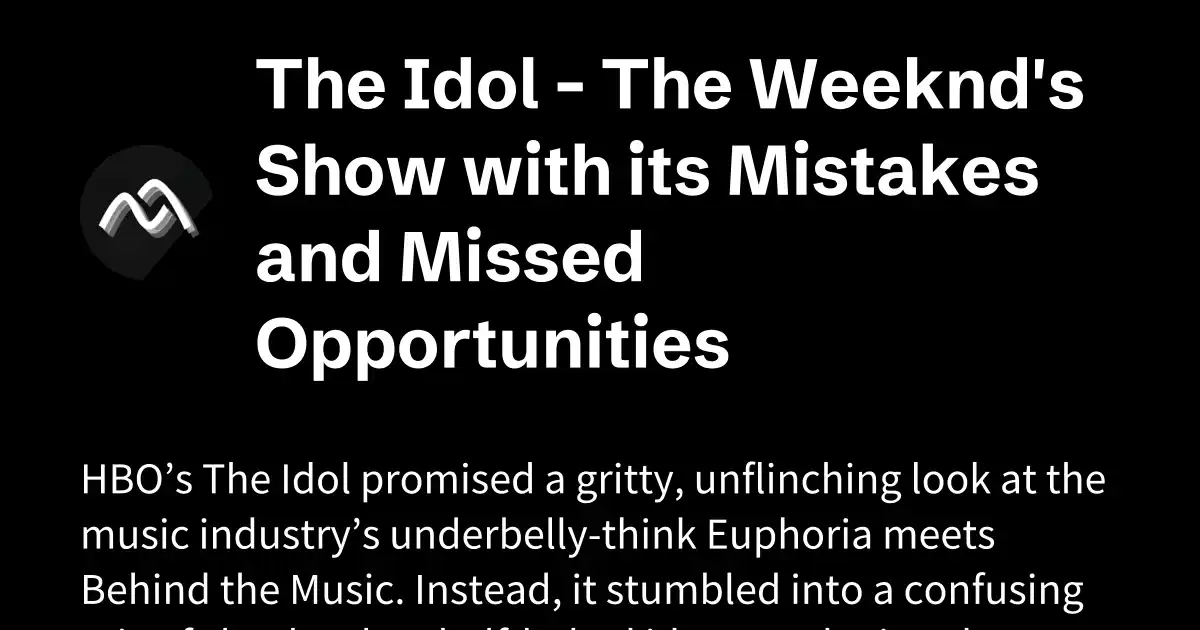 The Idol - The Weeknd's
Show with its Mistakes
and Missed
Opportunities
HBO’s The Idol promised a gritty, unflinching look at the
music industry’s underbelly-think Euphoria meets
Behind the Music. Instead, it stumbled into a confusing